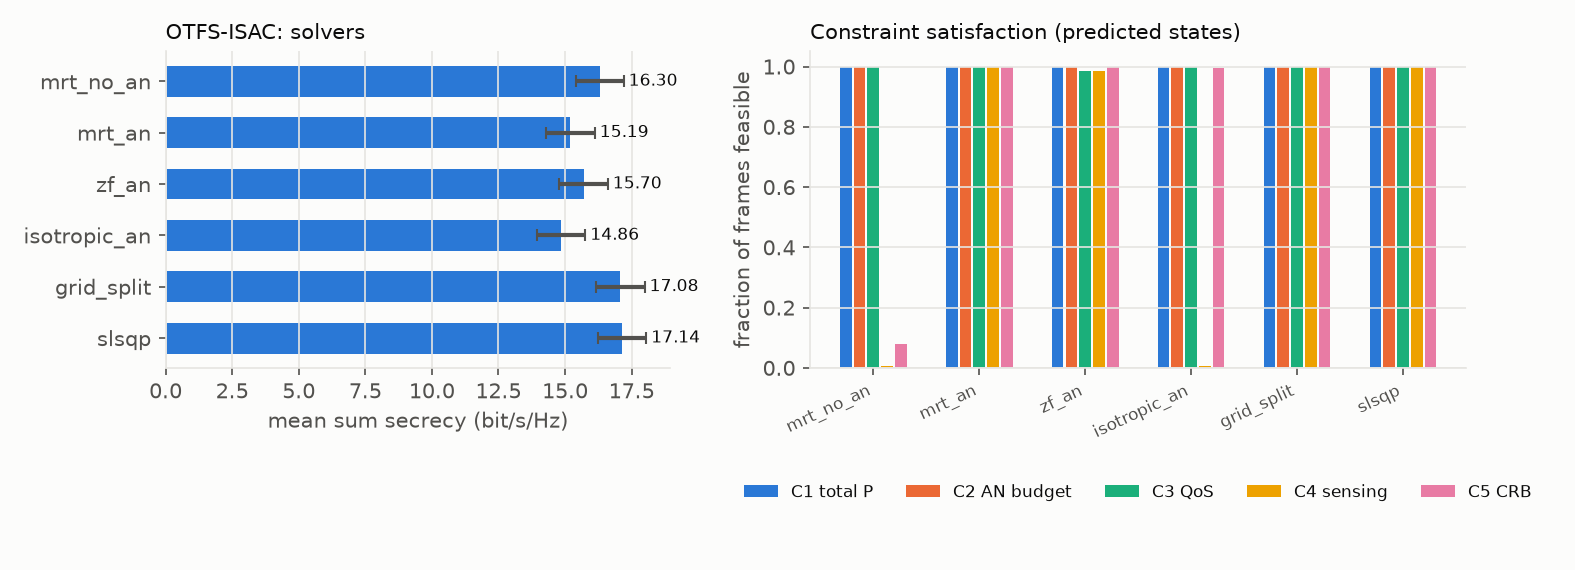 OTFS-ISAC: solvers
mrt_no_an
mrt_an
zf_an
isotropic_an
grid_split
slsqp
16.30
15.19
15.70
14.86
17.08
17.14
0.0 2.5 5.0 7.5 10.0 12.5 15.0 17.5
mean sum secrecy (bit/s/Hz)
Constraint satisfaction (predicted states)
fraction of frames feasible
1.0
0.8
0.6
0.4
0.2
0.0
mrt_no_an
mrt_an
zf_an
isotropic_an
grid_split
slsqp
C1 total P
C2 AN budget
C3 QoS
C4 sensing
C5 CRB